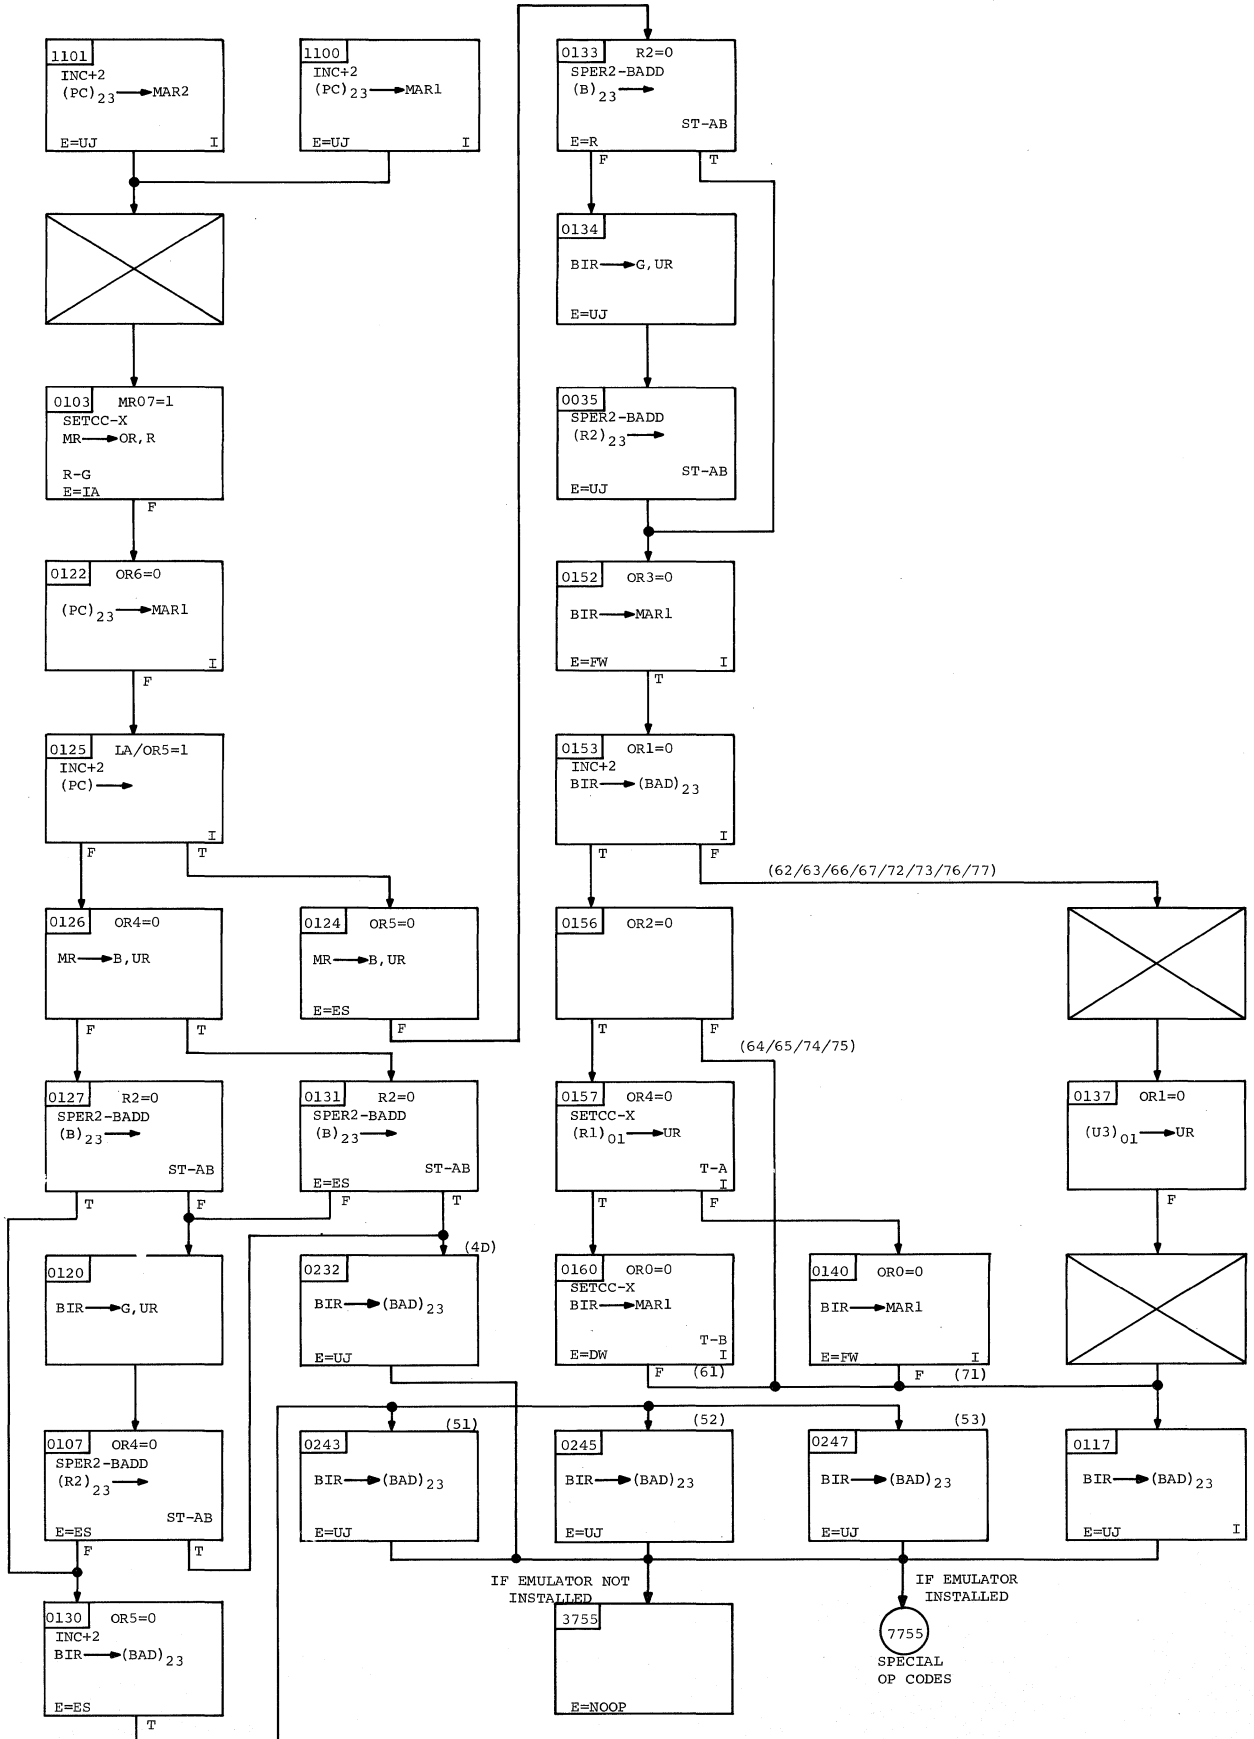 1101
INC+2
(PC)23 → MAR2
E=UJ I
1100
INC+2
(PC)23 → MAR1
E=UJ I
0133 R2=0
SPER2-BADD
(B)23 →
ST-AB
E=R
F T
0134
BIR → G,UR
E=UJ
0103 MR07=1
SETCC-X
MR → OR,R
R-G
E=IA
F
0035
SPER2-BADD
(R2)23 →
ST-AB
E=UJ
0122 OR6=0
(PC)23 → MAR1
I
F
0152 OR3=0
BIR → MAR1
E=FW I
T
0125 LA/OR5=1
INC+2
(PC) →
I
F T
0153 OR1=0
INC+2
BIR → (BAD)23
I
T F
(62/63/66/67/72/73/76/77)
0126 OR4=0
MR → B,UR
F T
0124 OR5=0
MR → B,UR
E=ES
F
0156 OR2=0
T F
(64/65/74/75)
0127 R2=0
SPER2-BADD
(B)23 →
ST-AB
T F
0131 R2=0
SPER2-BADD
(B)23 →
ST-AB
E=ES
F T
0157 OR4=0
SETCC-X
(R1)01 → UR
T-A
I
T F
0137 OR1=0
(U3)01 → UR
F
0120
BIR → G,UR
(4D)
0232
BIR → (BAD)23
E=UJ
0160 OR0=0
SETCC-X
BIR → MAR1
T-B
E=DW I
F (61)
0140 OR0=0
BIR → MAR1
E=FW I
F (71)
0107 OR4=0
SPER2-BADD
(R2)23 →
ST-AB
E=ES
F T
(51)
0243
BIR → (BAD)23
E=UJ
(52)
0245
BIR → (BAD)23
E=UJ
(53)
0247
BIR → (BAD)23
E=UJ
0117
BIR → (BAD)23
E=UJ I
IF EMULATOR NOT
INSTALLED
IF EMULATOR
INSTALLED
0130 OR5=0
INC+2
BIR → (BAD)23
E=ES
T
3755
E=NOOP
7755
SPECIAL
OP CODES